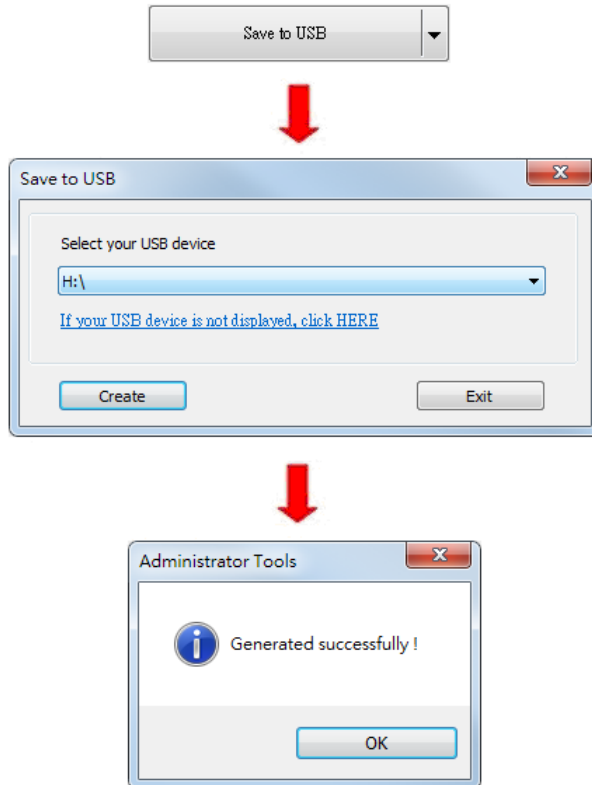 Save to USB
Save to USB
Select your USB device
H:\
If your USB device is not displayed, click HERE
Create
Exit
Administrator Tools
Generated successfully !
OK